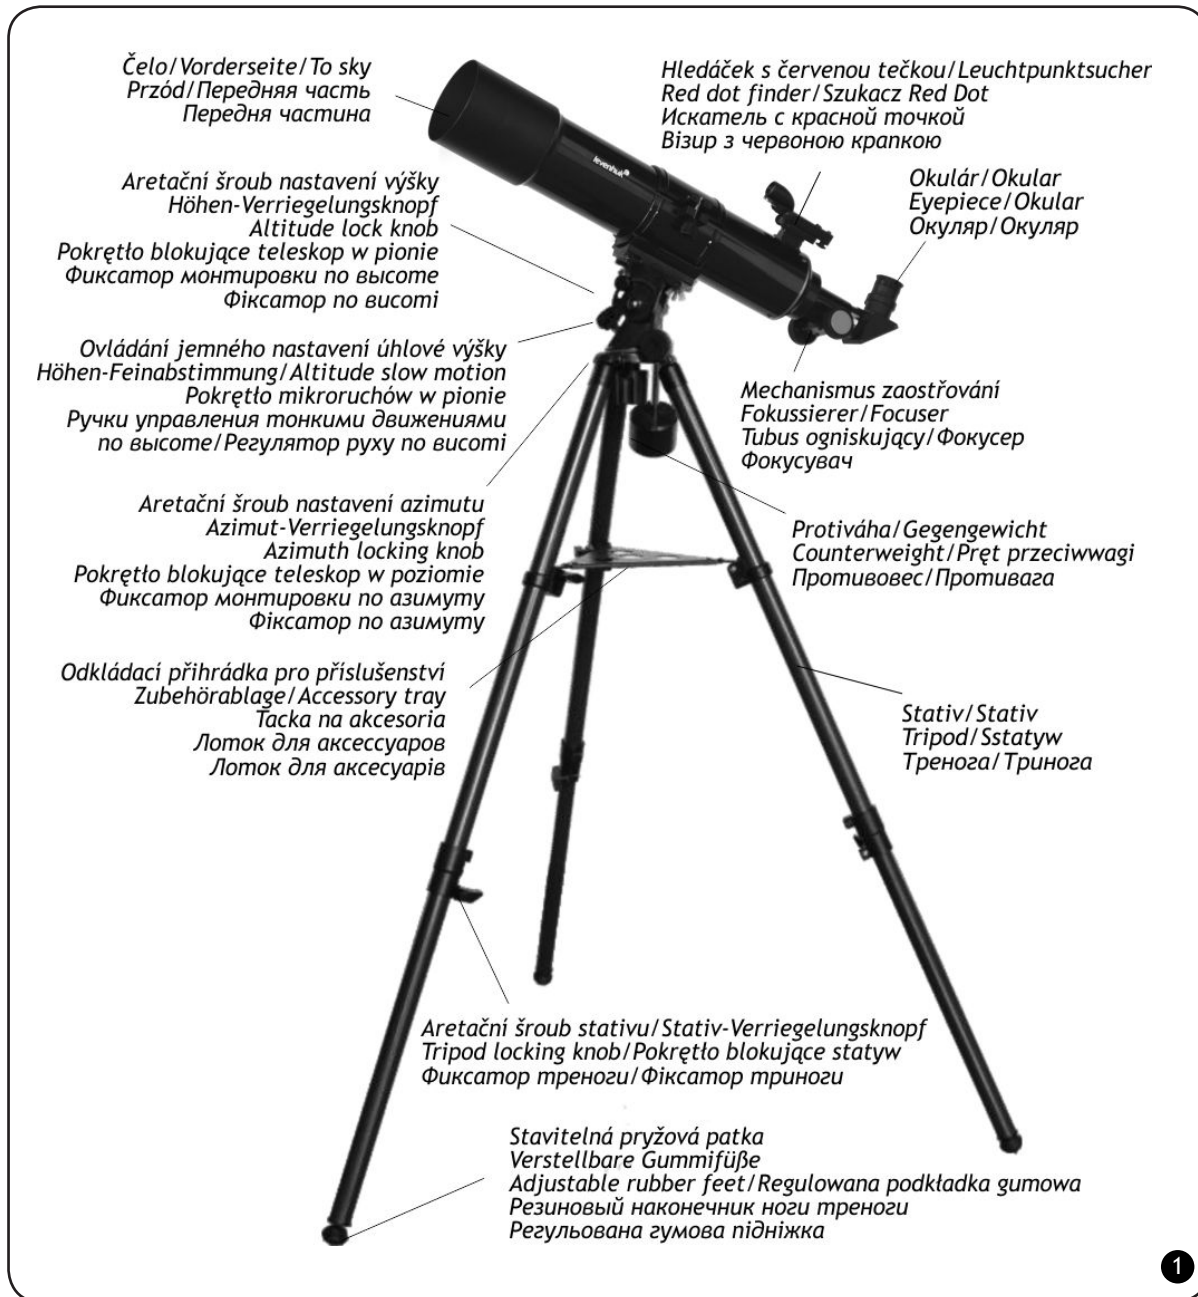 Čelo/Vorderseite/To sky
Przód/Передняя часть
Передня частина
Hledáček s červenou tečkou/Leuchtpunktsucher
Red dot finder/Szukacz Red Dot
Искатель с красной точкой
Візир з червоною крапкою
levenhuk
Okulár/Okular
Eyepiece/Okular
Окуляр/Окуляр
Aretační šroub nastavení výšky
Höhen-Verriegelungsknopf
Altitude lock knob
Pokrętło blokujące teleskop w pionie
Фиксатор монтировки по высоте
Фіксатор по висоті
Ovládání jemného nastavení úhlové výšky
Höhen-Feinabstimmung/Altitude slow motion
Pokrętło mikroruchów w pionie
Ручки управления тонкими движениями
по высоте/Регулятор руху по висоті
Mechanismus zaostřování
Fokussierer/Focuser
Tubus ogniskujący/Фокусер
Фокусувач
Aretační šroub nastavení azimutu
Azimut-Verriegelungsknopf
Azimuth locking knob
Pokrętło blokujące teleskop w poziomie
Фиксатор монтировки по азимуту
Фіксатор по азимуту
Protiváha/Gegengewicht
Counterweight/Pręt przeciwwagi
Противовес/Противага
Odkládací přihrádka pro příslušenství
Zubehörablage/Accessory tray
Tacka na akcesoria
Лоток для аксессуаров
Лоток для аксесуарів
Stativ/Stativ
Tripod/Sstatyw
Тренога/Тринога
Aretační šroub stativu/Stativ-Verriegelungsknopf
Tripod locking knob/Pokrętło blokujące statyw
Фиксатор треноги/Фіксатор триноги
Stavitelná pryžová patka
Verstellbare Gummifüße
Adjustable rubber feet/Regulowana podkładka gumowa
Резиновый наконечник ноги треноги
Регульована гумова підніжка
1